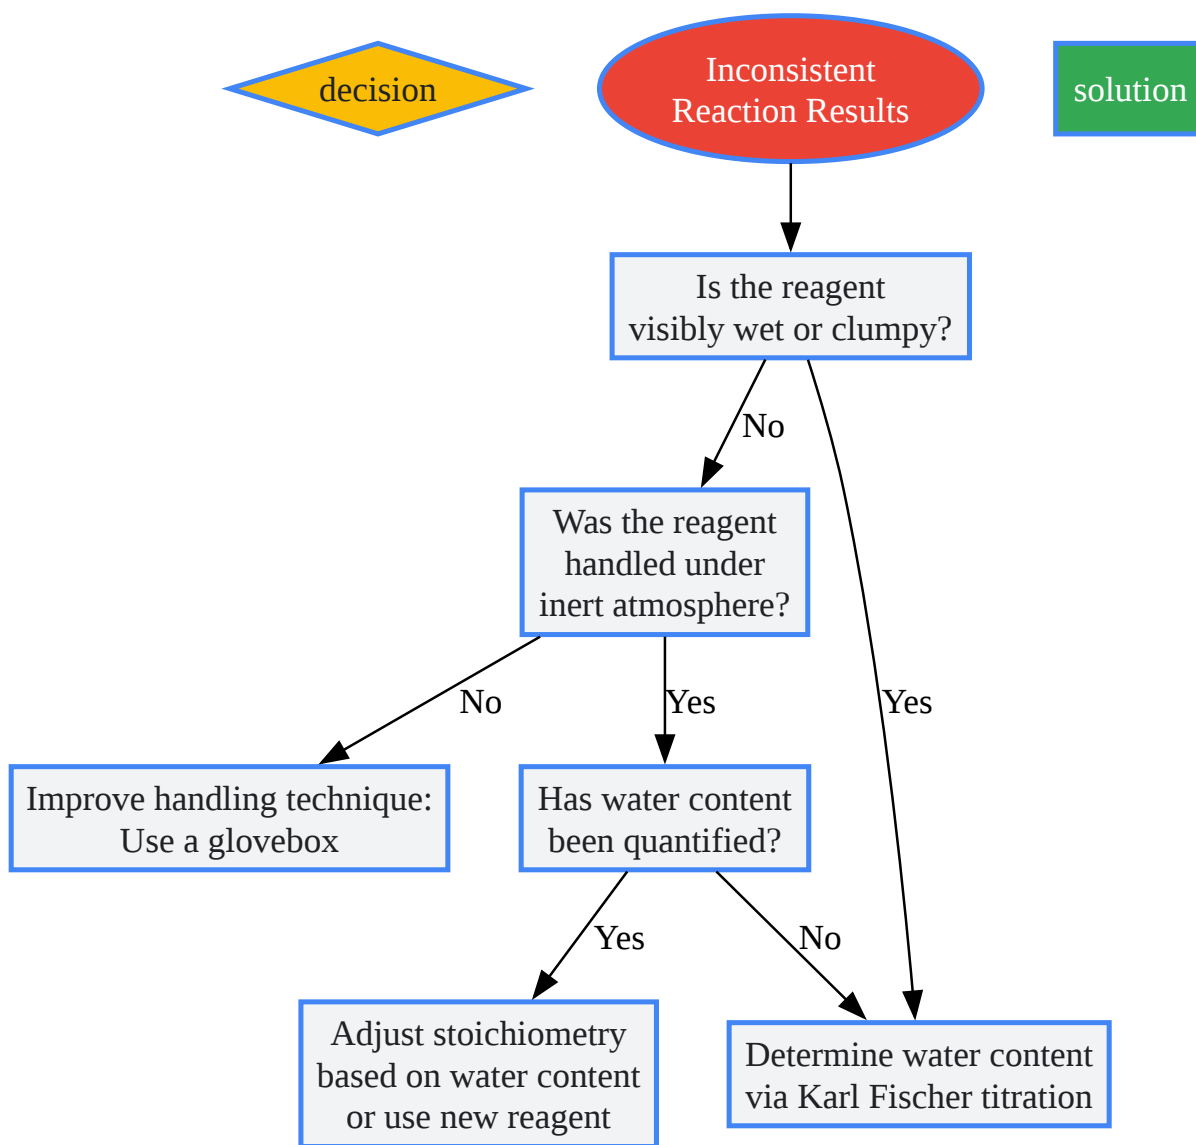 decision
Inconsistent
Reaction Results
solution
Is the reagent
visibly wet or clumpy?
No
Was the reagent
handled under
inert atmosphere?
No
Yes
Yes
Improve handling technique:
Use a glovebox
Has water content
been quantified?
Yes
No
Adjust stoichiometry
based on water content
or use new reagent
Determine water content
via Karl Fischer titration